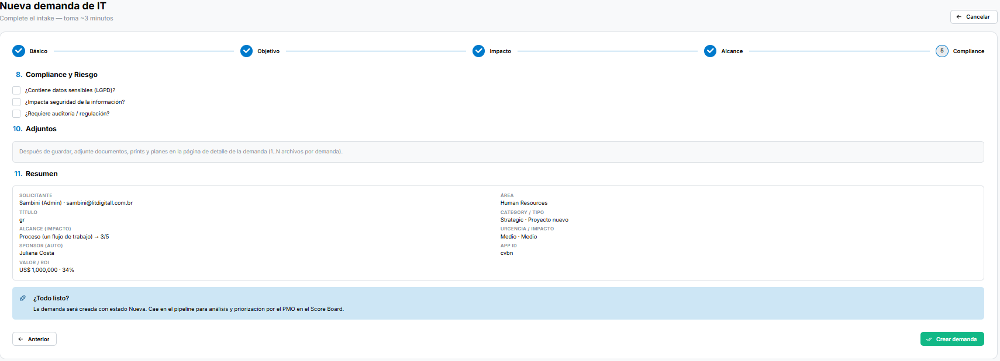 Nueva demanda de IT
Complete el intake — toma ~3 minutos
← Cancelar
Básico
Objetivo
Impacto
Alcance
5 Compliance
8. Compliance y Riesgo
¿Contiene datos sensibles (LGPD)?
¿Impacta seguridad de la información?
¿Requiere auditoría / regulación?
10. Adjuntos
Después de guardar, adjunte documentos, prints y planes en la página de detalle de la demanda (1..N archivos por demanda).
11. Resumen
SOLICITANTE
Sambini (Admin) · sambini@litdigitall.com.br
ÁREA
Human Resources
TÍTULO
gr
CATEGORY / TIPO
Strategic · Proyecto nuevo
ALCANCE (IMPACTO)
Proceso (un flujo de trabajo) → 3/5
URGENCIA / IMPACTO
Medio · Medio
SPONSOR (AUTO)
Juliana Costa
APP ID
cvbn
VALOR / ROI
US$ 1,000,000 · 34%
¿Todo listo?
La demanda será creada con estado Nueva. Cae en el pipeline para análisis y priorización por el PMO en el Score Board.
← Anterior
Crear demanda